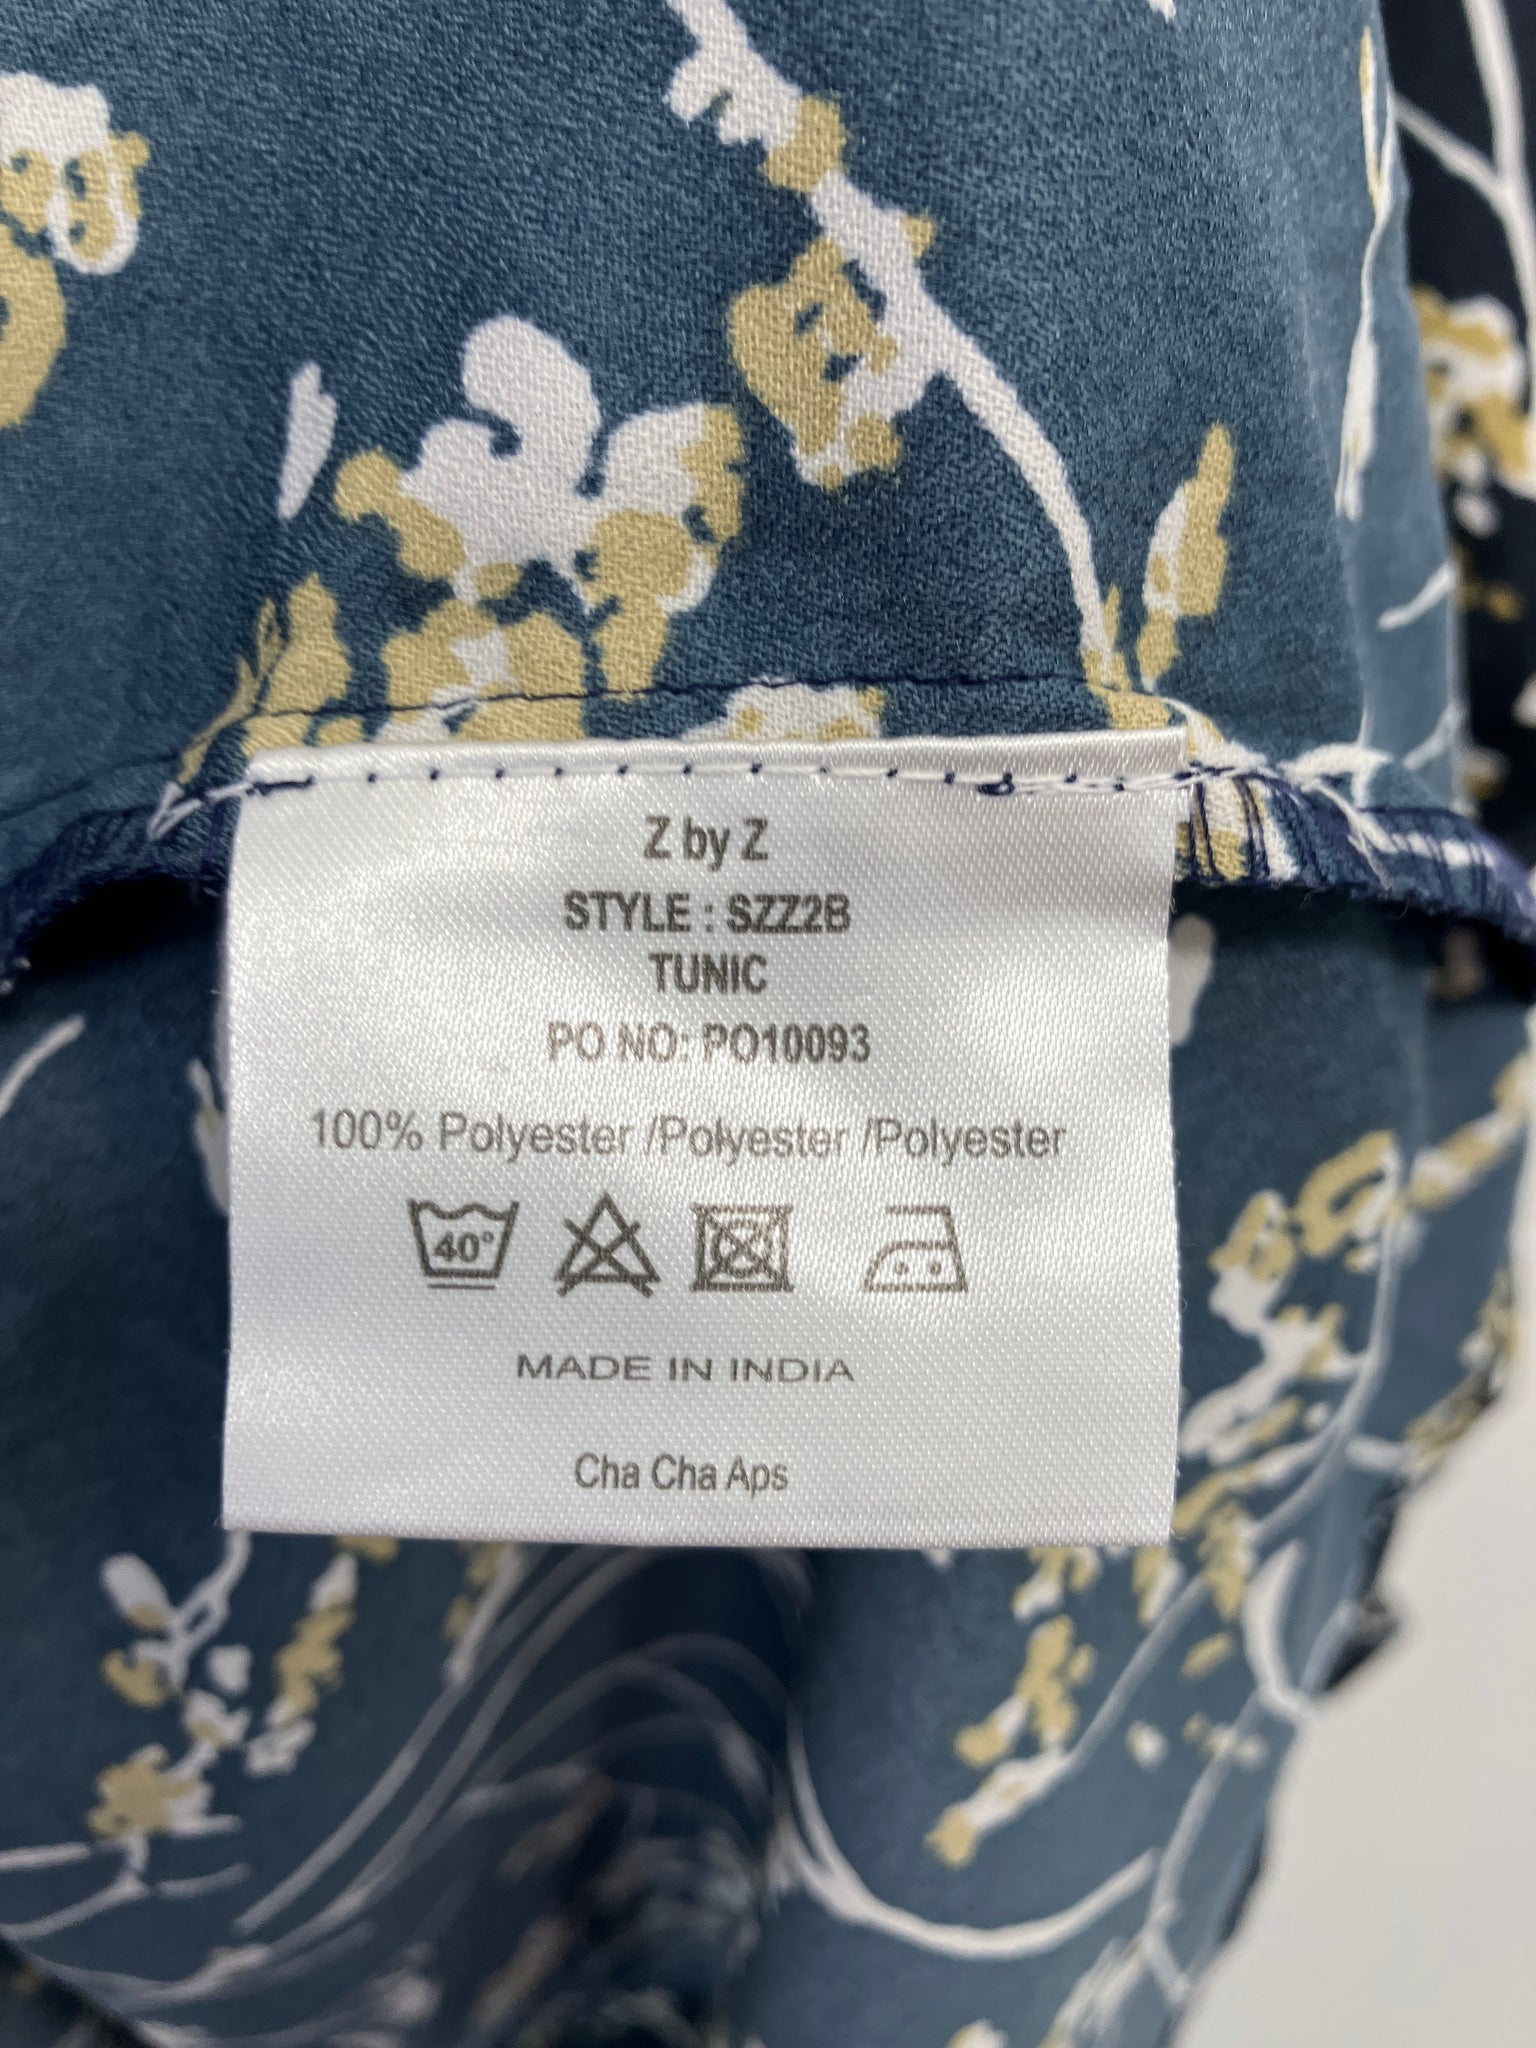 Z by Z
STYLE : SZZ2B
TUNIC
PO NO: PO10093
100% Polyester /Polyester /Polyester
40°
MADE IN INDIA
Cha Cha Aps